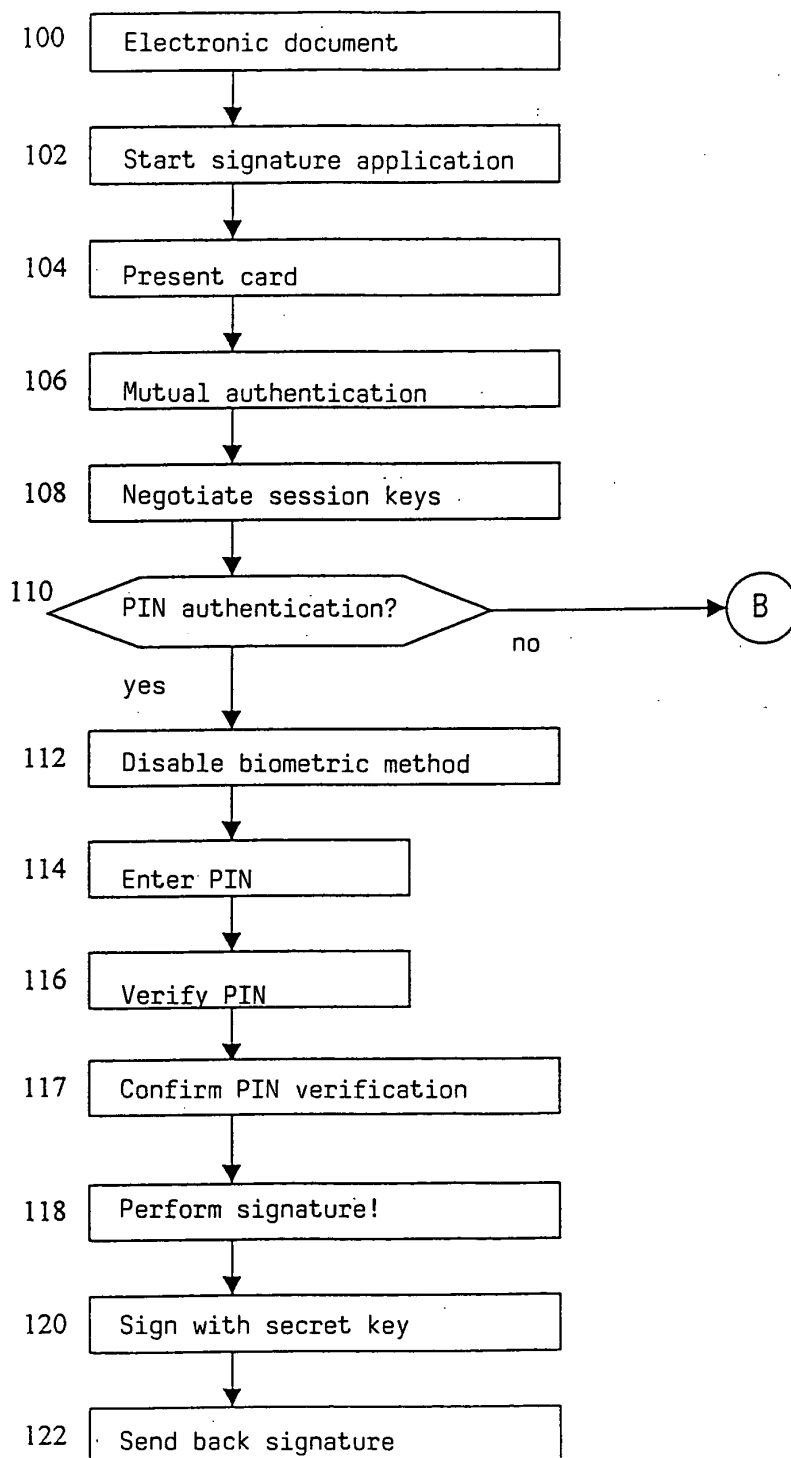 100 Electronic document
102 Start signature application
104 Present card
106 Mutual authentication
108 Negotiate session keys
110 PIN authentication? B
no
yes
112 Disable biometric method
114 Enter PIN
116 Verify PIN
117 Confirm PIN verification
118 Perform signature!
120 Sign with secret key
122 Send back signature